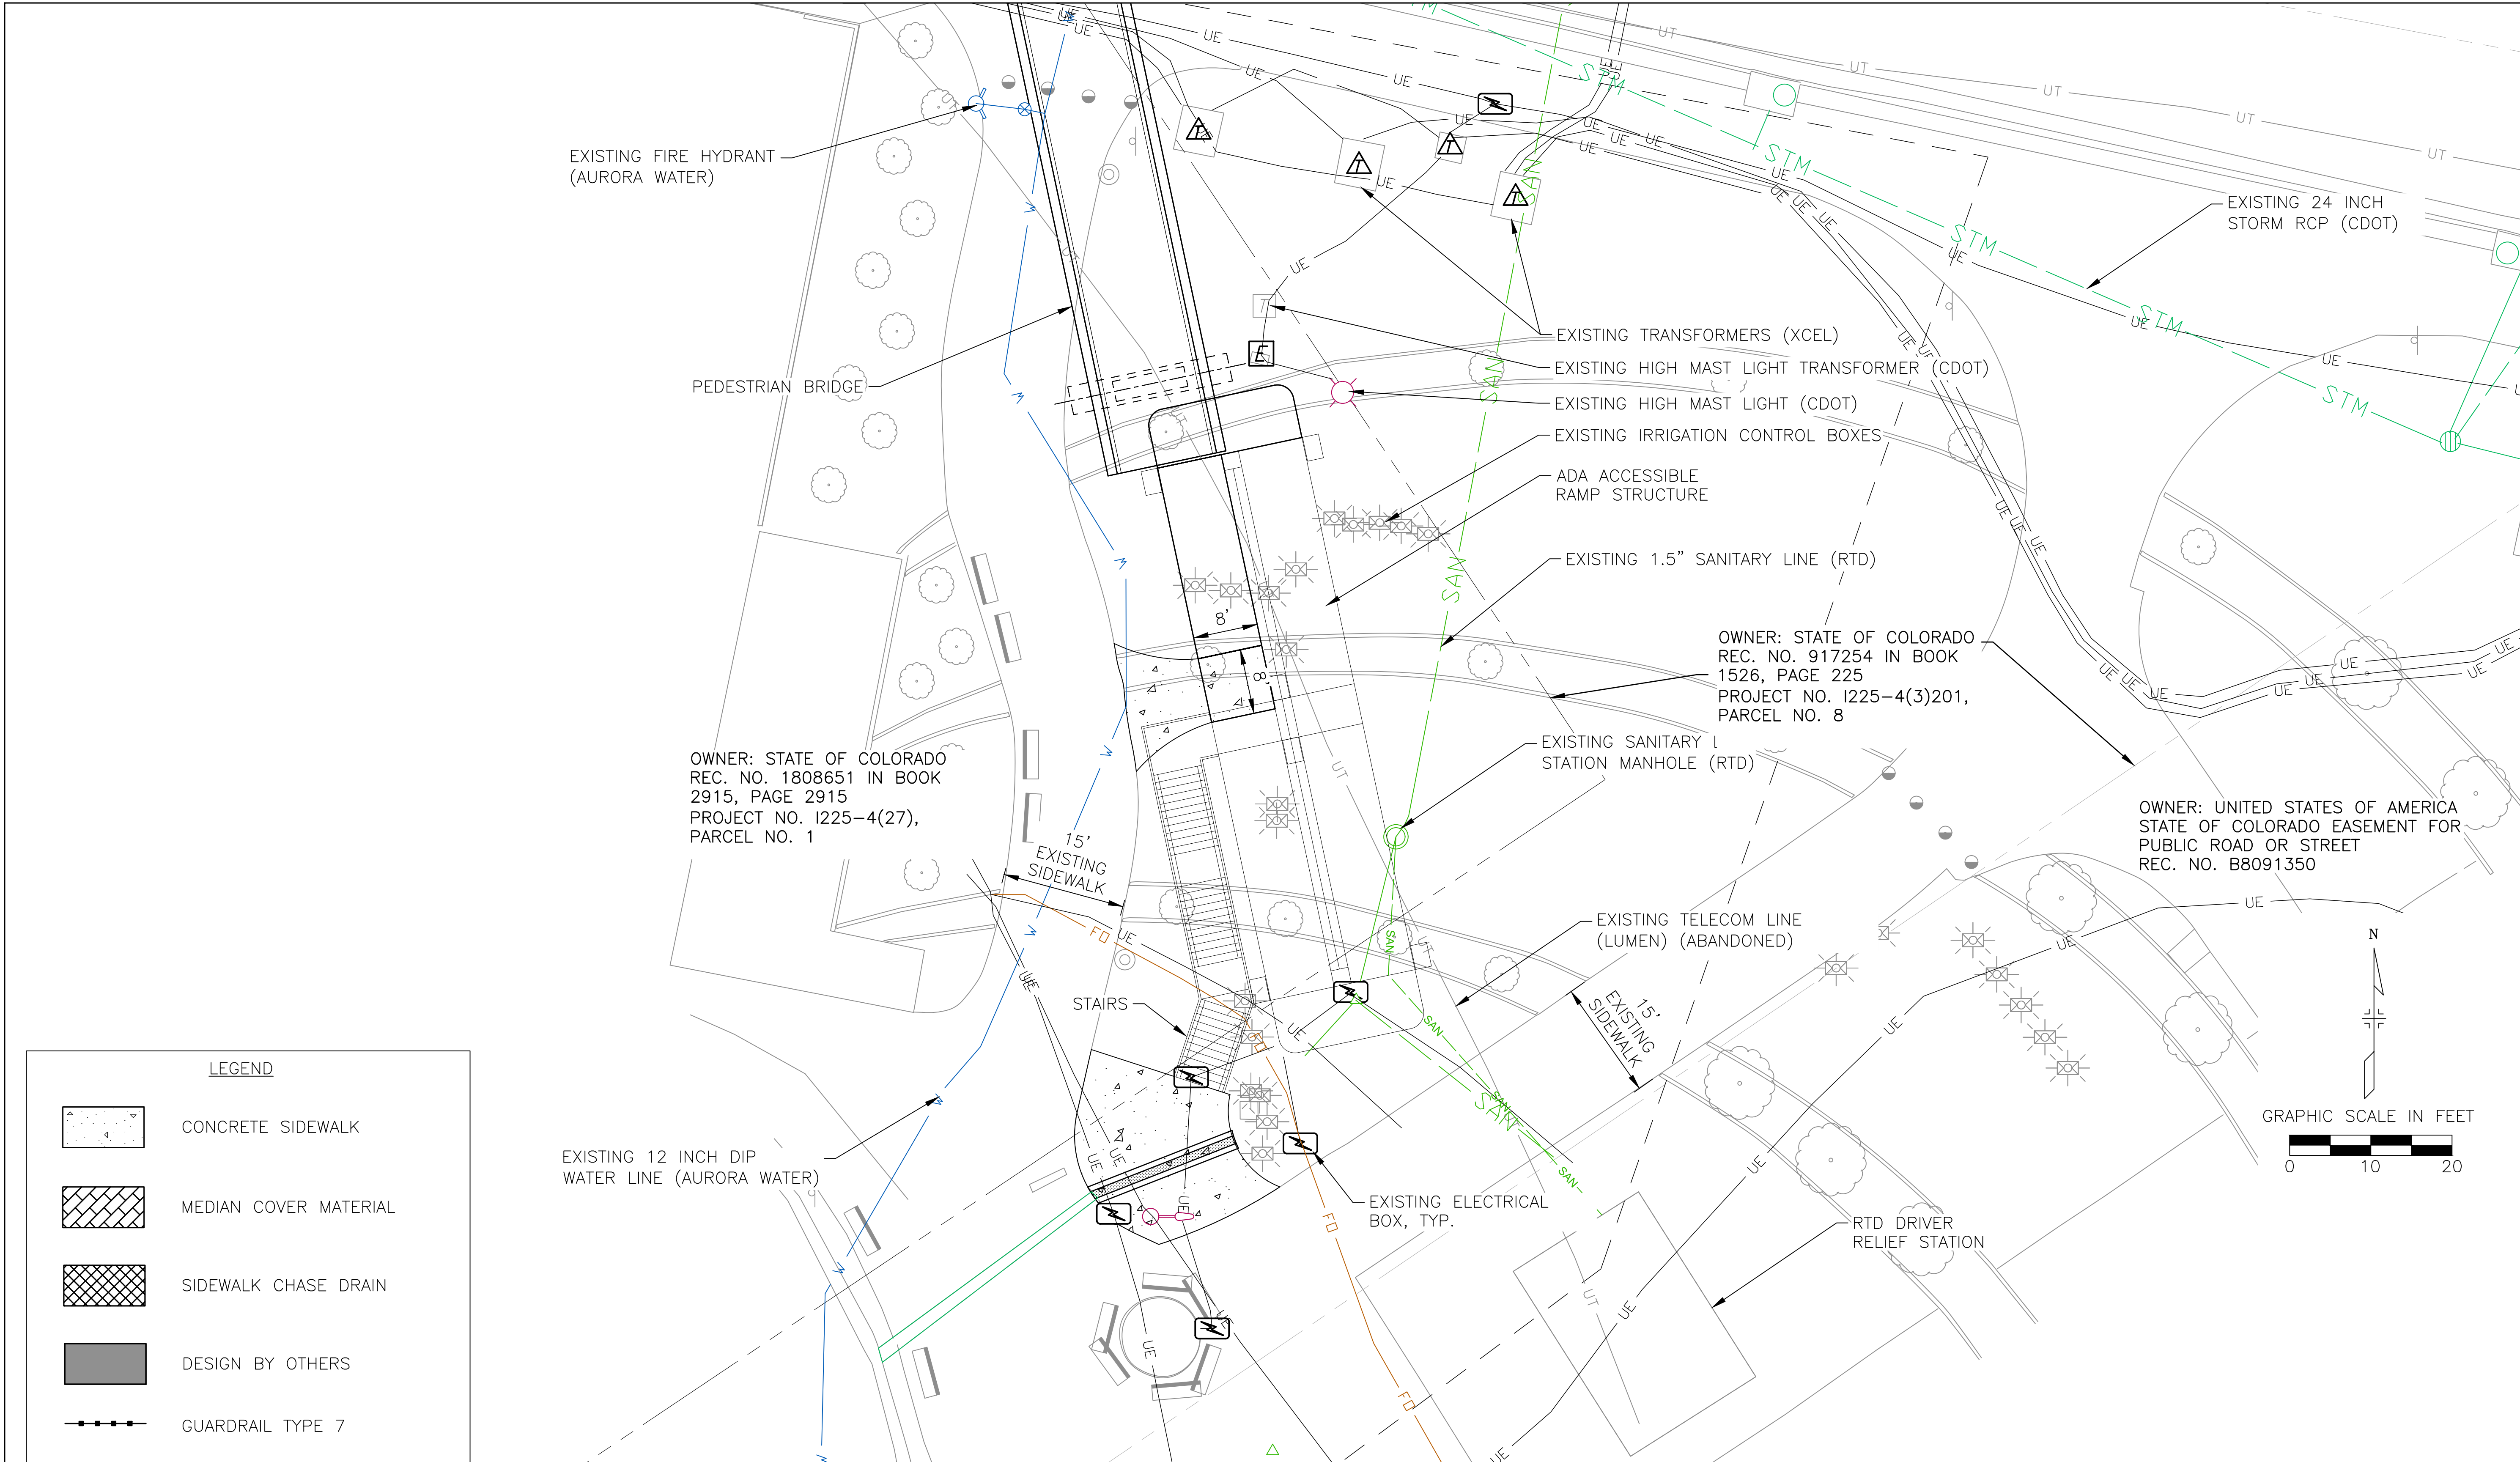 EXISTING FIRE HYDRANT
(AURORA WATER)
EXISTING 24 INCH
STORM RCP (CDOT)
EXISTING TRANSFORMERS (XCEL)
EXISTING HIGH MAST LIGHT TRANSFORMER (CDOT)
PEDESTRIAN BRIDGE
EXISTING HIGH MAST LIGHT (CDOT)
EXISTING IRRIGATION CONTROL BOXES
ADA ACCESSIBLE
RAMP STRUCTURE
EXISTING 1.5" SANITARY LINE (RTD)
8'
8'
OWNER: STATE OF COLORADO
REC. NO. 917254 IN BOOK
1526, PAGE 225
PROJECT NO. I225-4(3)201,
PARCEL NO. 8
EXISTING SANITARY
STATION MANHOLE (RTD)
OWNER: STATE OF COLORADO
REC. NO. 1808651 IN BOOK
2915, PAGE 2915
PROJECT NO. I225-4(27),
PARCEL NO. 1
OWNER: UNITED STATES OF AMERICA
STATE OF COLORADO EASEMENT FOR
PUBLIC ROAD OR STREET
REC. NO. B8091350
15'
EXISTING
SIDEWALK
EXISTING TELECOM LINE
(LUMEN) (ABANDONED)
STAIRS
15'
EXISTING
SIDEWALK
EXISTING 12 INCH DIP
WATER LINE (AURORA WATER)
EXISTING ELECTRICAL
BOX, TYP.
RTD DRIVER
RELIEF STATION
N
GRAPHIC SCALE IN FEET
0 10 20
LEGEND
CONCRETE SIDEWALK
MEDIAN COVER MATERIAL
SIDEWALK CHASE DRAIN
DESIGN BY OTHERS
GUARDRAIL TYPE 7
UE
UT
STM
SAN
W
FO
T
E